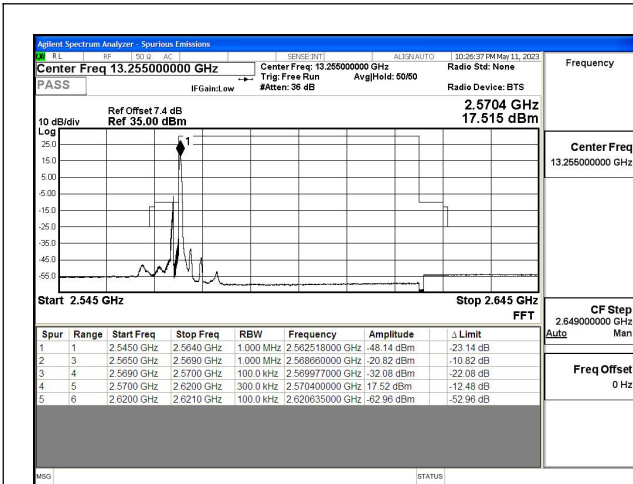 Agilent Spectrum Analyzer - Spurious Emissions
RL RF 50 Ω AC SENSE:INT ALIGN AUTO 10:26:37 PM May 11, 2023
Center Freq 13.255000000 GHz
Center Freq: 13.255000000 GHz
Radio Std: None
Trig: Free Run Avg|Hold: 50/50
PASS
IFGain:Low
#Atten: 36 dB
Radio Device: BTS
Ref Offset 7.4 dB
2.5704 GHz
10 dB/div Ref 35.00 dBm 17.515 dBm
Log
1
25.0
15.0
5.00
-5.00
-15.0
-25.0
-35.0
-45.0
-55.0
Start 2.545 GHz Stop 2.645 GHz
FFT
Spur Range Start Freq Stop Freq RBW Frequency Amplitude Δ Limit
1 1 2.5450 GHz 2.5640 GHz 1.000 MHz 2.562518000 GHz -48.14 dBm -23.14 dB
2 3 2.5650 GHz 2.5690 GHz 1.000 MHz 2.568660000 GHz -20.82 dBm -10.82 dB
3 4 2.5690 GHz 2.5700 GHz 100.0 kHz 2.569977000 GHz -32.08 dBm -22.08 dB
4 5 2.5700 GHz 2.6200 GHz 300.0 kHz 2.570400000 GHz 17.52 dBm -12.48 dB
5 6 2.6200 GHz 2.6210 GHz 100.0 kHz 2.620635000 GHz -62.96 dBm -52.96 dB
MSG STATUS
Frequency
Center Freq
13.255000000 GHz
CF Step
2.649000000 GHz
Auto Man
Freq Offset
0 Hz